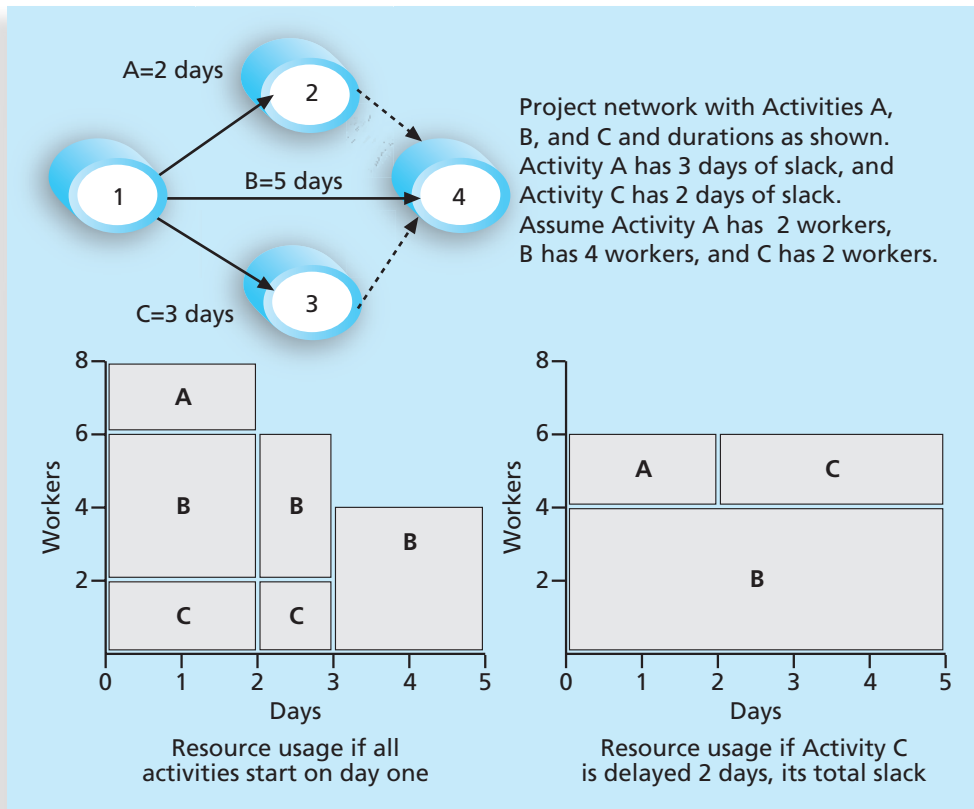 A=2 days
2
Project network with Activities A,
B, and C and durations as shown.
Activity A has 3 days of slack, and
Activity C has 2 days of slack.
Assume Activity A has 2 workers,
B has 4 workers, and C has 2 workers.
1
B=5 days
4
C=3 days
3
8
6
4
2
Workers
A
B
B
B
C
C
0 1 2 3 4 5
Days
Resource usage if all
activities start on day one
8
6
4
2
Workers
A
C
B
0 1 2 3 4 5
Days
Resource usage if Activity C
is delayed 2 days, its total slack